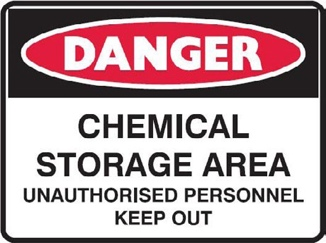 DANGER
CHEMICAL
STORAGE AREA
UNAUTHORISED PERSONNEL
KEEP OUT